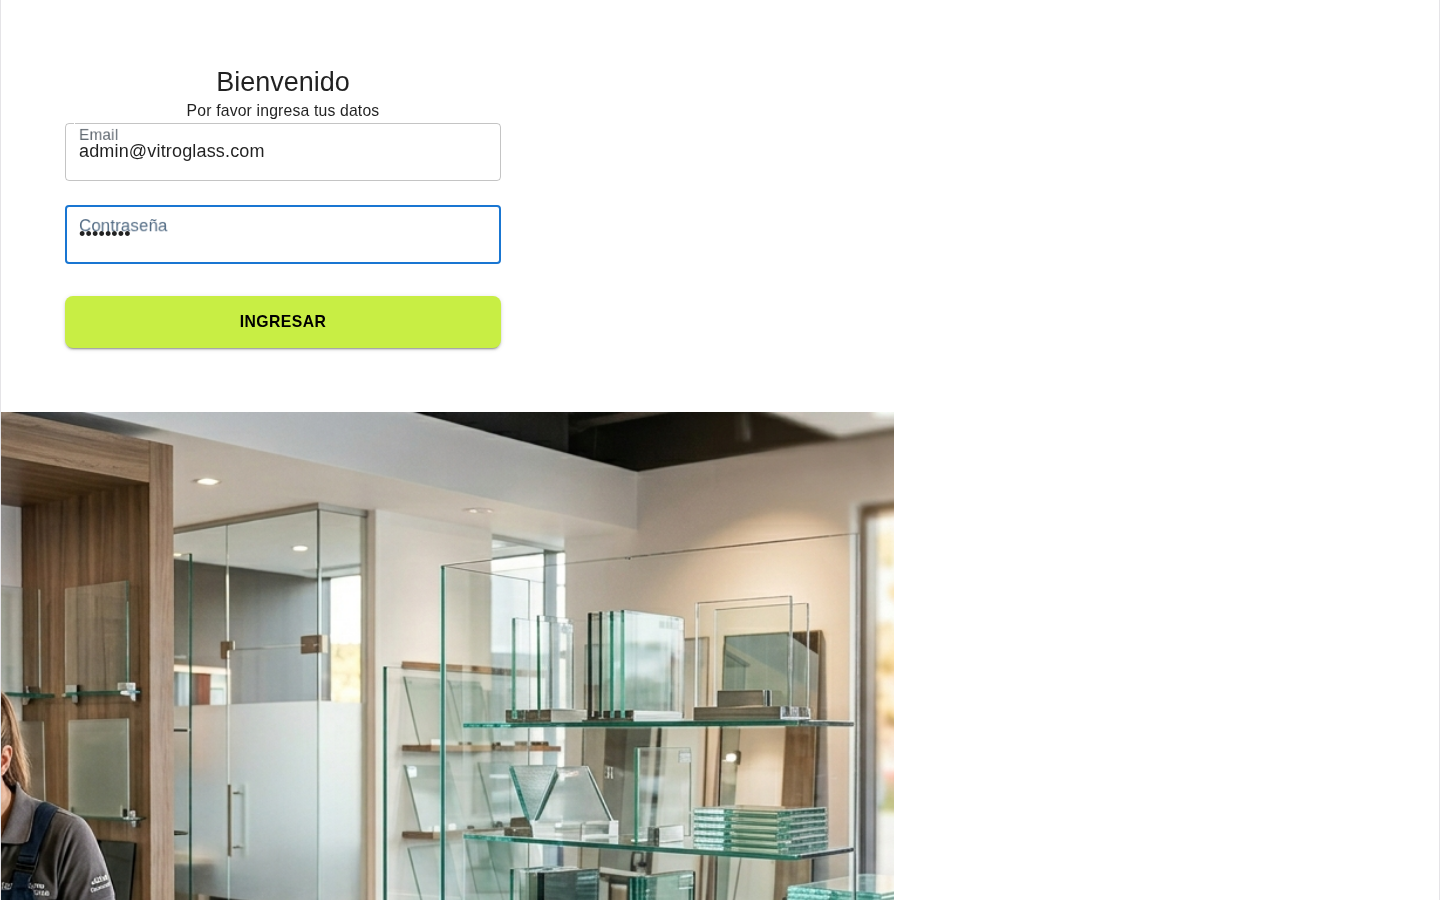 Bienvenido
Por favor ingresa tus datos
Email
admin@vitroglass.com
Contraseña
••••••••
INGRESAR